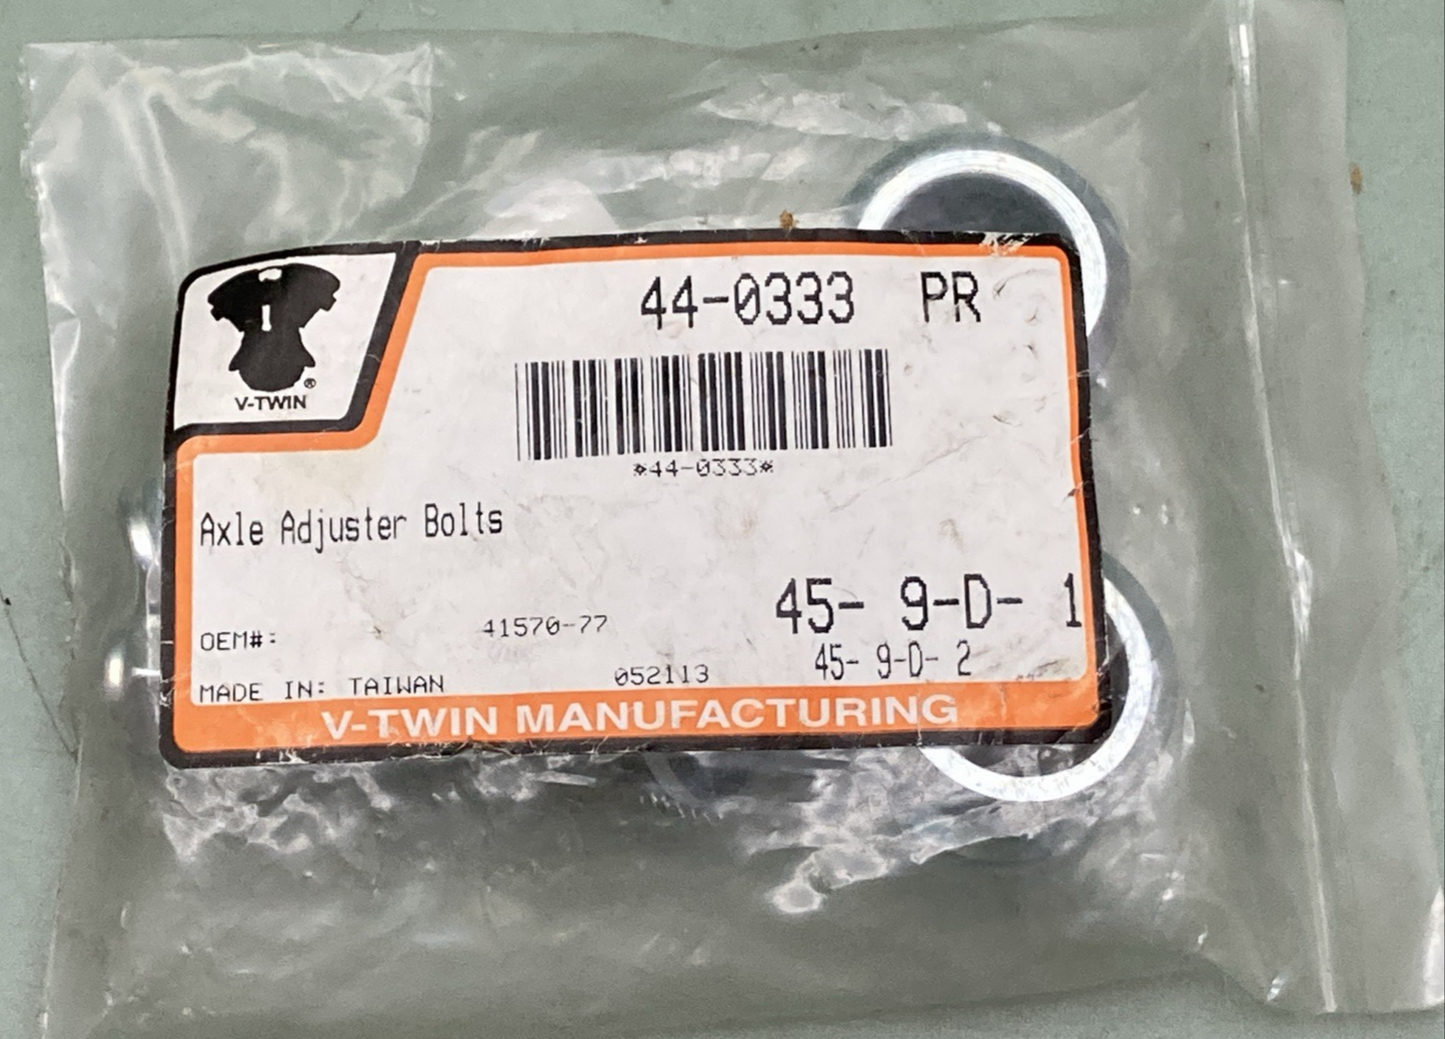 44-0333 PR
®
V-TWIN
*44-0333*
Axle Adjuster Bolts
45- 9-D- 1
OEM#: 41570-77
45- 9-D- 2
MADE IN: TAIWAN 052113
V-TWIN MANUFACTURING